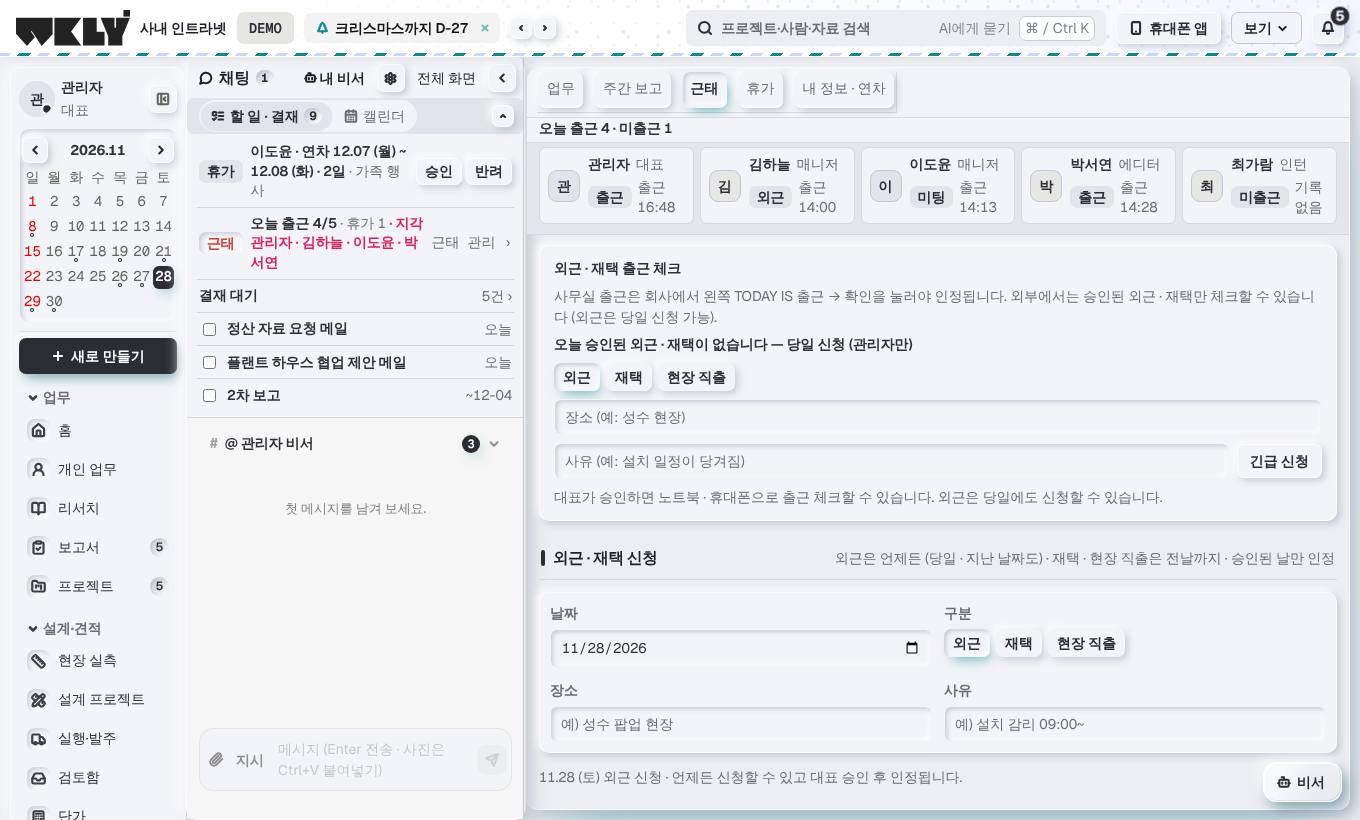 WKLY 사내 인트라넷 DEMO 크리스마스까지 D-27 × ‹ › 프로젝트·사람·자료 검색 AI에게 묻기 ⌘ / Ctrl K 휴대폰 앱 보기 5
관 관리자
대표
2026.11
일 월 화 수 목 금 토
1 2 3 4 5 6 7
8 9 10 11 12 13 14
15 16 17 18 19 20 21
22 23 24 25 26 27 28
29 30
+ 새로 만들기
업무
홈
개인 업무
리서치
보고서 5
프로젝트 5
설계·견적
현장 실측
설계 프로젝트
실행·발주
검토함
단가
채팅 1 내 비서 전체 화면
할 일 · 결재 9 캘린더
휴가 이도윤 · 연차 12.07 (월) ~
12.08 (화) · 2일 · 가족 행
사
승인 반려
근태 오늘 출근 4/5 · 휴가 1 · 지각
관리자 · 김하늘 · 이도윤 · 박
서연
근태 관리 ›
결재 대기 5건 ›
정산 자료 요청 메일 오늘
플랜트 하우스 협업 제안 메일 오늘
2차 보고 ~12-04
# @ 관리자 비서 3
첫 메시지를 남겨 보세요.
지시 메시지 (Enter 전송 · 사진은
Ctrl+V 붙여넣기)
업무 주간 보고 근태 휴가 내 정보 · 연차
오늘 출근 4 · 미출근 1
관 관리자 대표
출근 출근
16:48
김 김하늘 매니저
외근 출근
14:00
이 이도윤 매니저
미팅 출근
14:13
박 박서연 에디터
출근 출근
14:28
최 최가람 인턴
미출근 기록
없음
외근 · 재택 출근 체크
사무실 출근은 회사에서 왼쪽 TODAY IS 출근 → 확인을 눌러야 인정됩니다. 외부에서는 승인된 외근 · 재택만 체크할 수 있습니
다 (외근은 당일 신청 가능).
오늘 승인된 외근 · 재택이 없습니다 — 당일 신청 (관리자만)
외근 재택 현장 직출
장소 (예: 성수 현장)
사유 (예: 설치 일정이 당겨짐) 긴급 신청
대표가 승인하면 노트북 · 휴대폰으로 출근 체크할 수 있습니다. 외근은 당일에도 신청할 수 있습니다.
외근 · 재택 신청 외근은 언제든 (당일 · 지난 날짜도) · 재택 · 현장 직출은 전날까지 · 승인된 날만 인정
날짜 구분
11/28/2026 외근 재택 현장 직출
장소 사유
예) 성수 팝업 현장 예) 설치 감리 09:00~
11.28 (토) 외근 신청 · 언제든 신청할 수 있고 대표 승인 후 인정됩니다.
비서